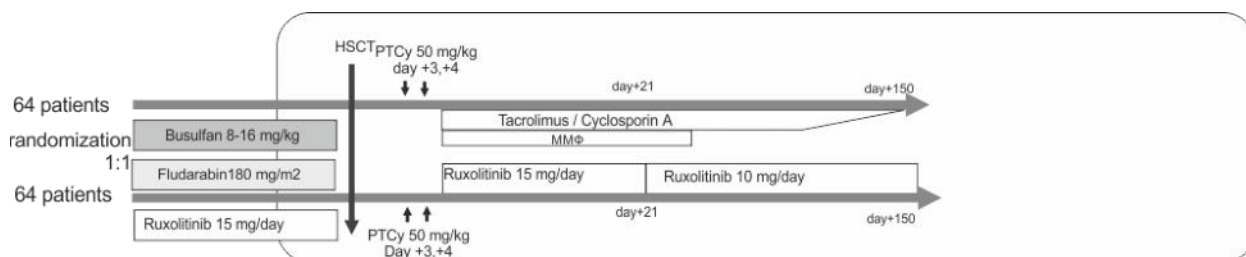 HSCT
PTCy 50 mg/kg
day +3,+4
day+21
day+150
64 patients
Tacrolimus / Cyclosporin A
Busulfan 8-16 mg/kg
randomization
ММФ
1:1
Fludarabin180 mg/m2
Ruxolitinib 15 mg/day
Ruxolitinib 10 mg/day
64 patients
day+21
day+150
Ruxolitinib 15 mg/day
PTCy 50 mg/kg
Day +3,+4